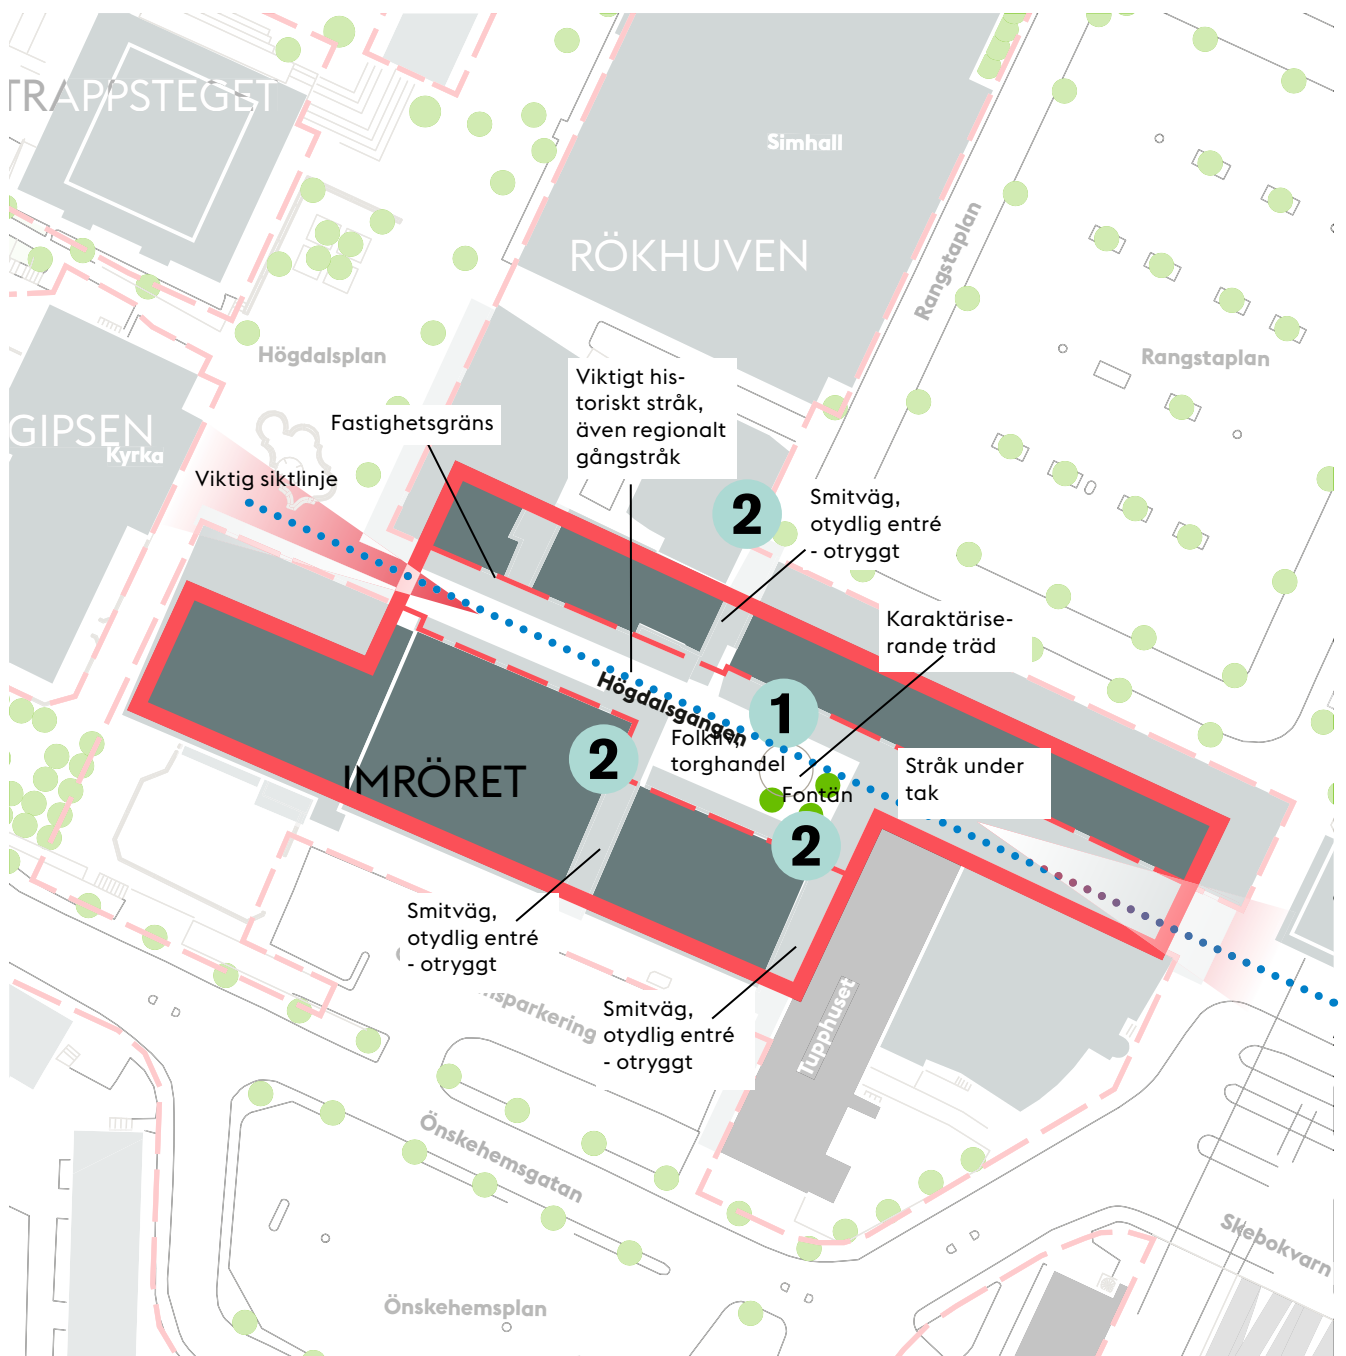 TRAPPSTEGET
Simhall
RÖKHUVEN
Rangstaplan
Rangstaplan
Högdalsplan
Viktigt his-
toriskt stråk,
även regionalt
gångstråk
Fastighetsgräns
GIPSEN
Kyrka
Viktig siktlinje
2
Smitväg,
otydlig entré
- otryggt
Karaktärise-
rande träd
Högdalsgången
1
Folkliv,
torghandel
2
IMRÖRET
Fontän
Stråk under
tak
2
Smitväg,
otydlig entré
- otryggt
nsparkering
Smitväg,
otydlig entré
- otryggt
Tupphuset
Önskehemsgatan
Skebokvarn
Önskehemsplan